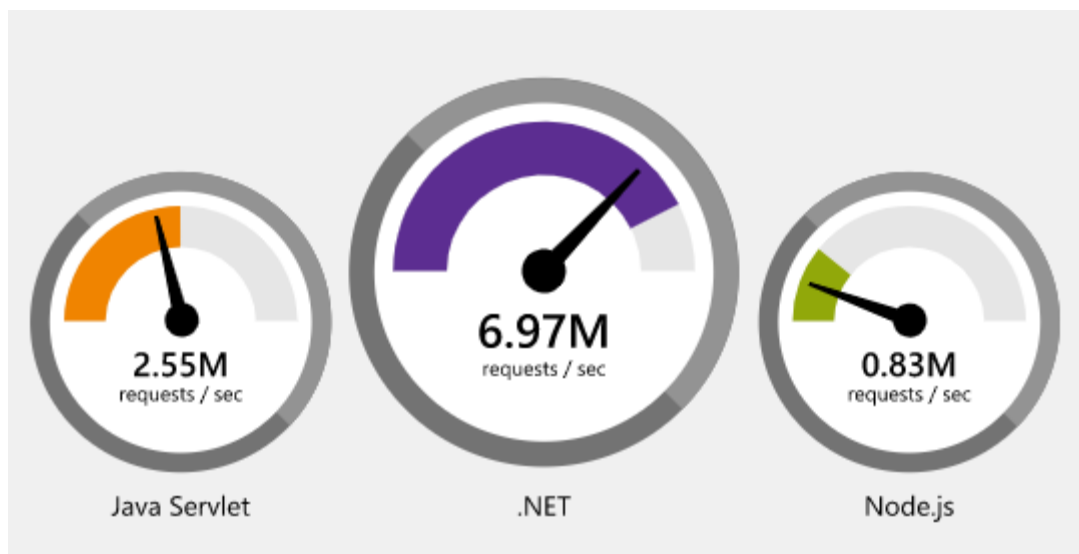 2.55M
requests / sec
Java Servlet
6.97M
requests / sec
.NET
0.83M
requests / sec
Node.js